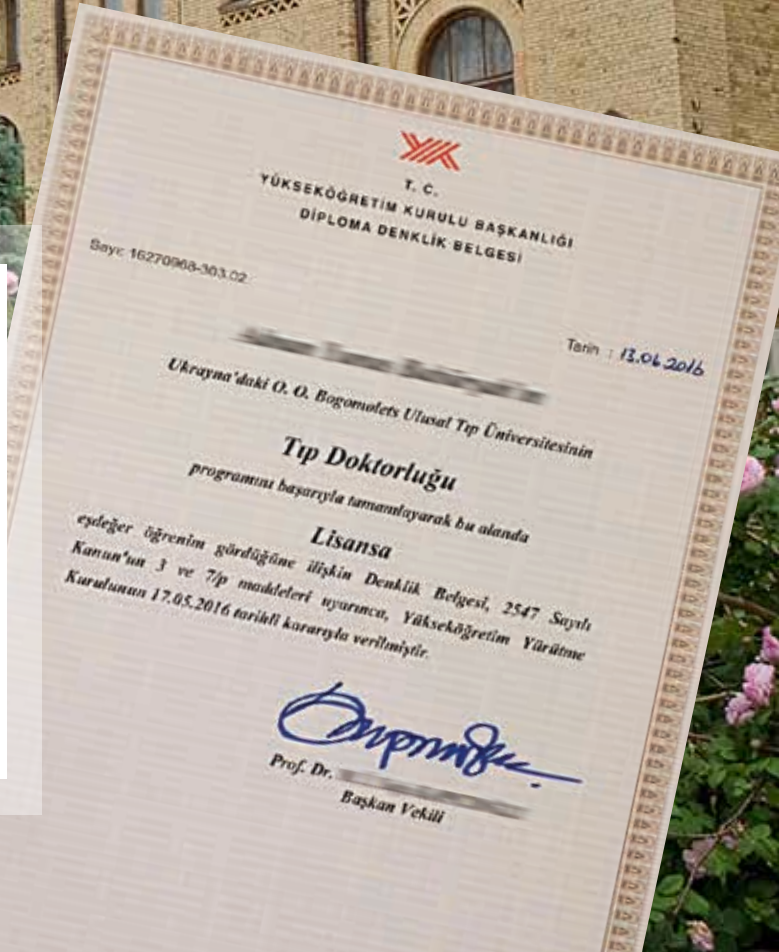 T. C.
YÜKSEKÖĞRETİM KURULU BAŞKANLIĞI
DİPLOMA DENKLİK BELGESİ
Sayı: 16270968-303.02
Tarih : 13.06.2016
Ukrayna'daki O. O. Bogomolets Ulusal Tıp Üniversitesinin
Tıp Doktorluğu
programını başarıyla tamamlayarak bu alanda
Lisansa
eşdeğer öğrenim gördüğüne ilişkin Denklik Belgesi, 2547 Sayılı
Kanun'un 3 ve 7/p maddeleri uyarınca, Yükseköğretim Yürütme
Kurulunun 17.05.2016 tarihli kararıyla verilmiştir.
Prof. Dr.
Başkan Vekili